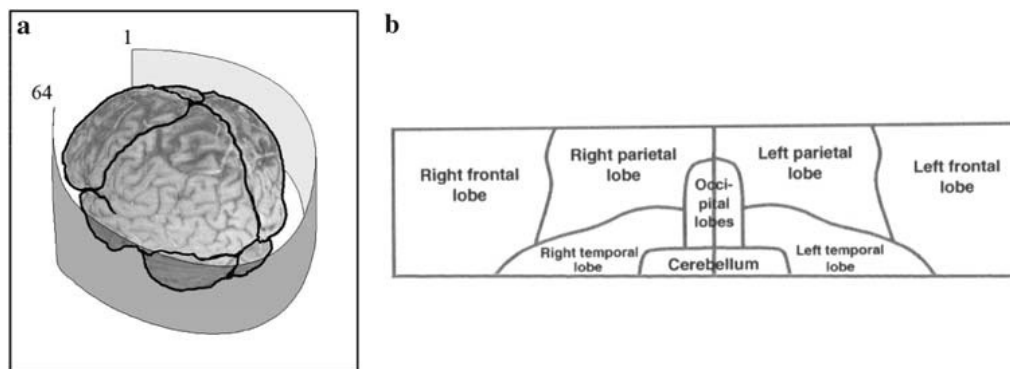 a
1
64
b
Right frontal
lobe
Right parietal
lobe
Occi-
pital
lobes
Left parietal
lobe
Left frontal
lobe
Right temporal
lobe
Cerebellum
Left temporal
lobe